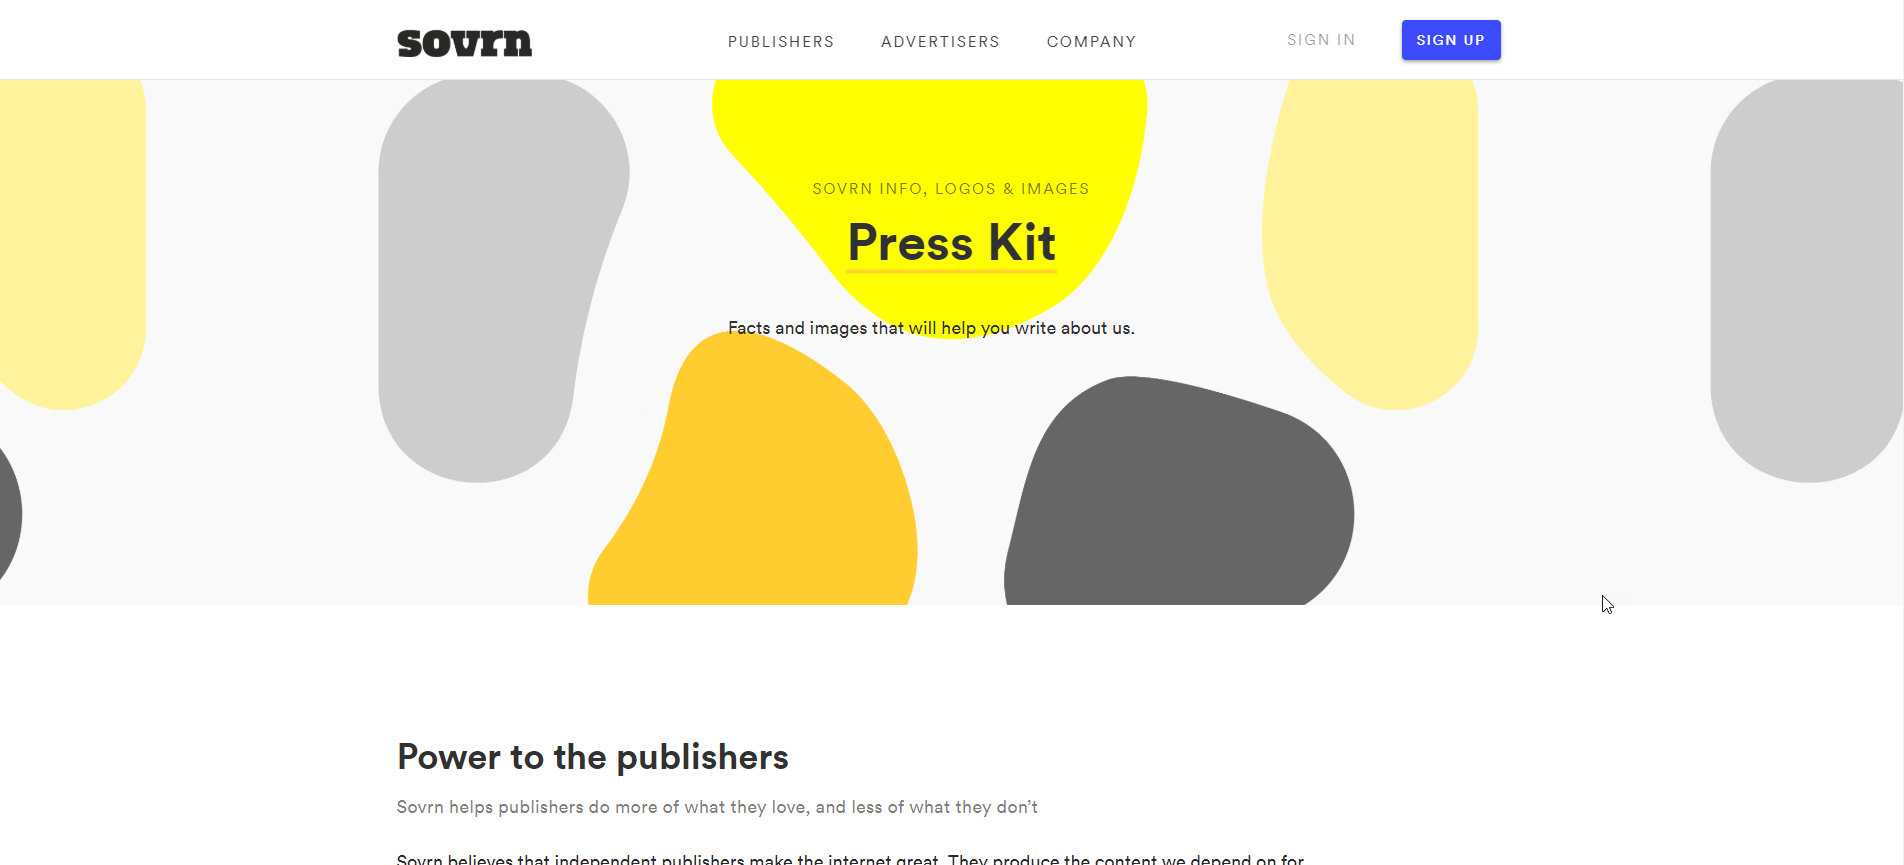 sovrn
PUBLISHERS ADVERTISERS COMPANY SIGN IN SIGN UP
SOVRN INFO, LOGOS & IMAGES
Press Kit
Facts and images that will help you write about us.
Power to the publishers
Sovrn helps publishers do more of what they love, and less of what they don’t
Sovrn believes that independent publishers make the internet great. They produce the content we depend on for